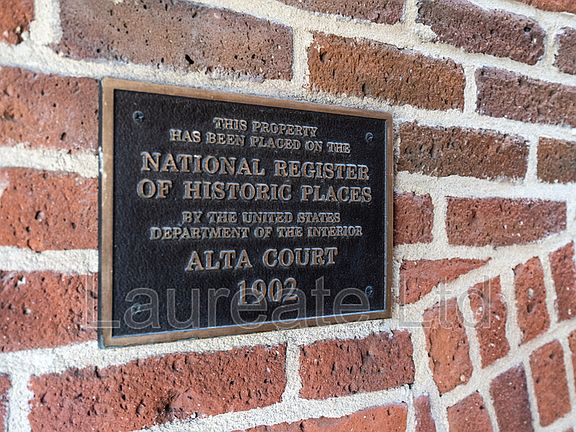 THIS PROPERTY
HAS BEEN PLACED ON THE
NATIONAL REGISTER
OF HISTORIC PLACES
BY THE UNITED STATES
DEPARTMENT OF THE INTERIOR
ALTA COURT
1902
Laureate Ltd